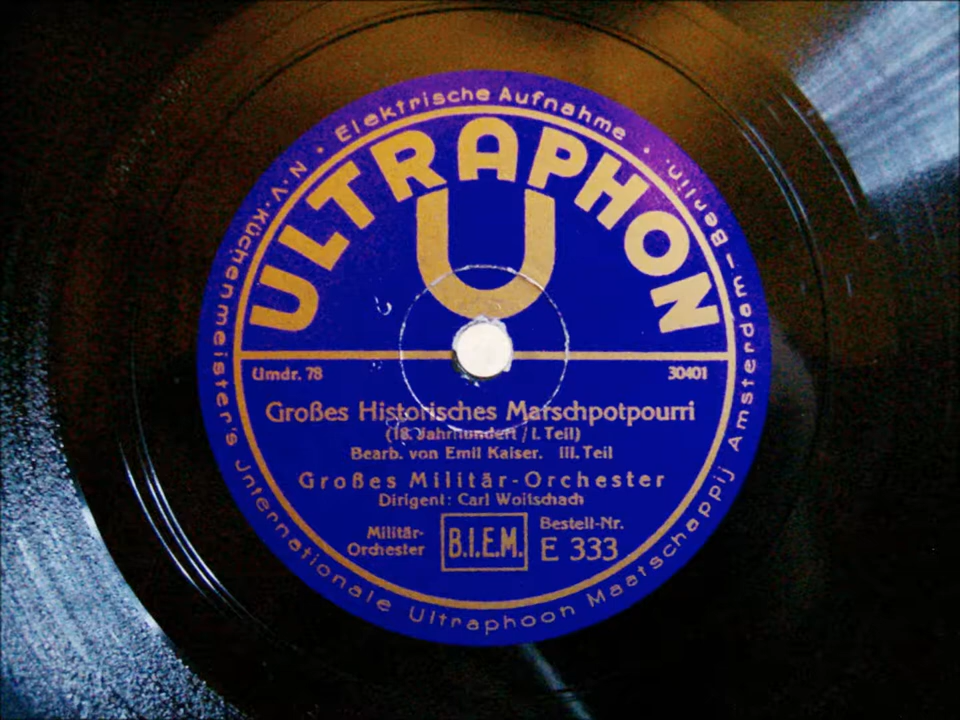 Elektrische Aufnahme
ULTRAPHON
U
Umdr. 78
30401
Großes Historisches Marschpotpourri
(18. Jahrhundert / I. Teil)
Bearb. von Emil Kaiser. III. Teil
Großes Militär-Orchester
Dirigent: Carl Woitschach
Militär-
Orchester
B.I.E.M.
Bestell-Nr.
E 333
N·V·Küchenmeister's Jnternationale Ultraphoon Maatschappij Amsterdam–Berlin.